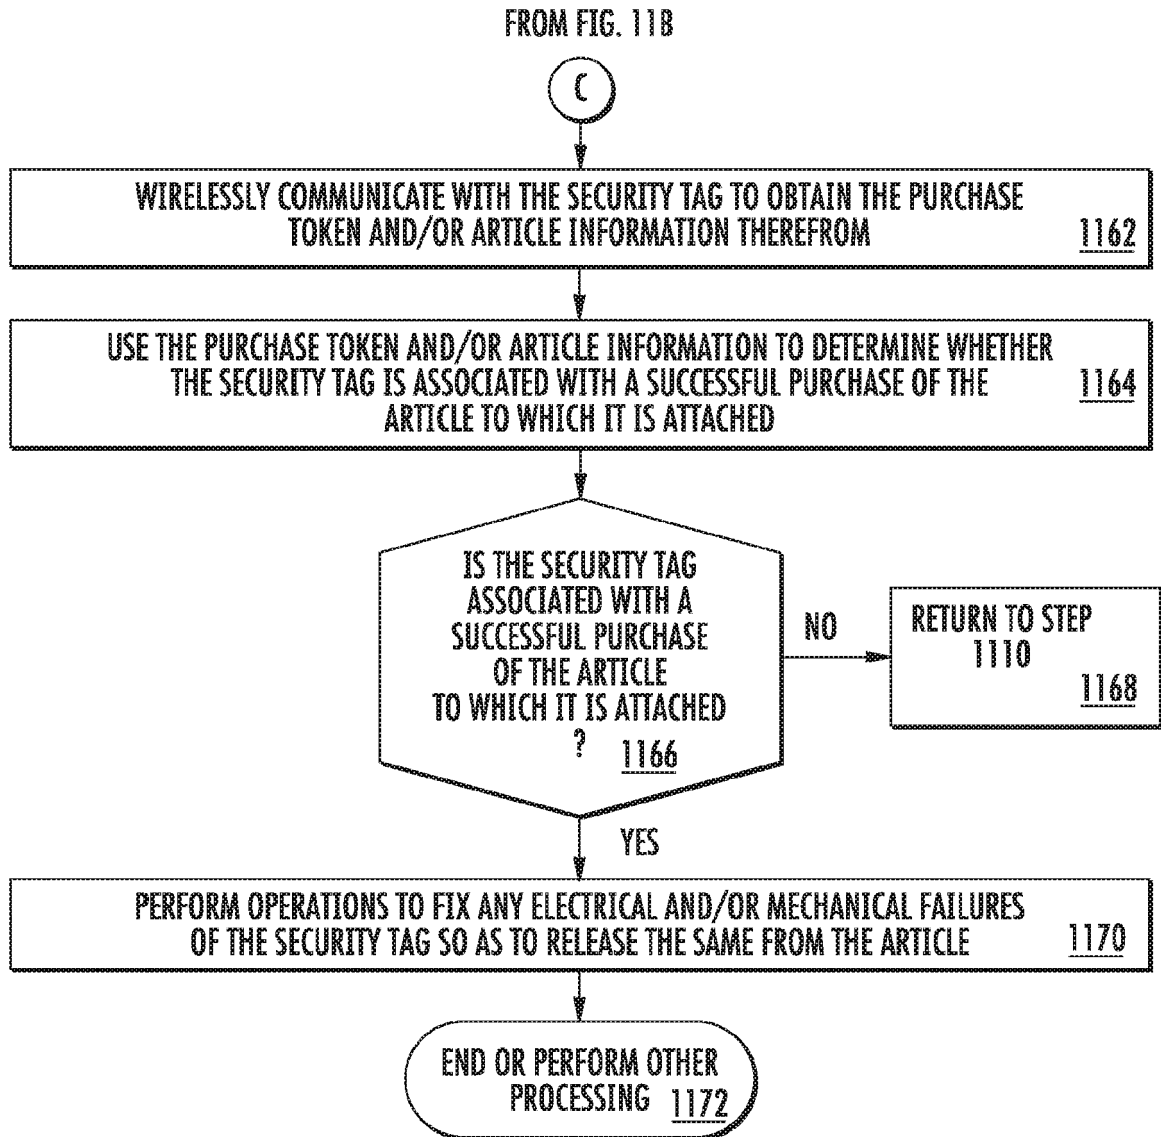 FROM FIG. 11B
C
WIRELESSLY COMMUNICATE WITH THE SECURITY TAG TO OBTAIN THE PURCHASE
TOKEN AND/OR ARTICLE INFORMATION THEREFROM
1162
USE THE PURCHASE TOKEN AND/OR ARTICLE INFORMATION TO DETERMINE WHETHER
THE SECURITY TAG IS ASSOCIATED WITH A SUCCESSFUL PURCHASE OF THE
1164
ARTICLE TO WHICH IT IS ATTACHED
IS THE SECURITY TAG
ASSOCIATED WITH A
SUCCESSFUL PURCHASE
OF THE ARTICLE
TO WHICH IT IS ATTACHED
?
1166
NO
RETURN TO STEP
1110
1168
YES
PERFORM OPERATIONS TO FIX ANY ELECTRICAL AND/OR MECHANICAL FAILURES
OF THE SECURITY TAG SO AS TO RELEASE THE SAME FROM THE ARTICLE
1170
END OR PERFORM OTHER
PROCESSING
1172